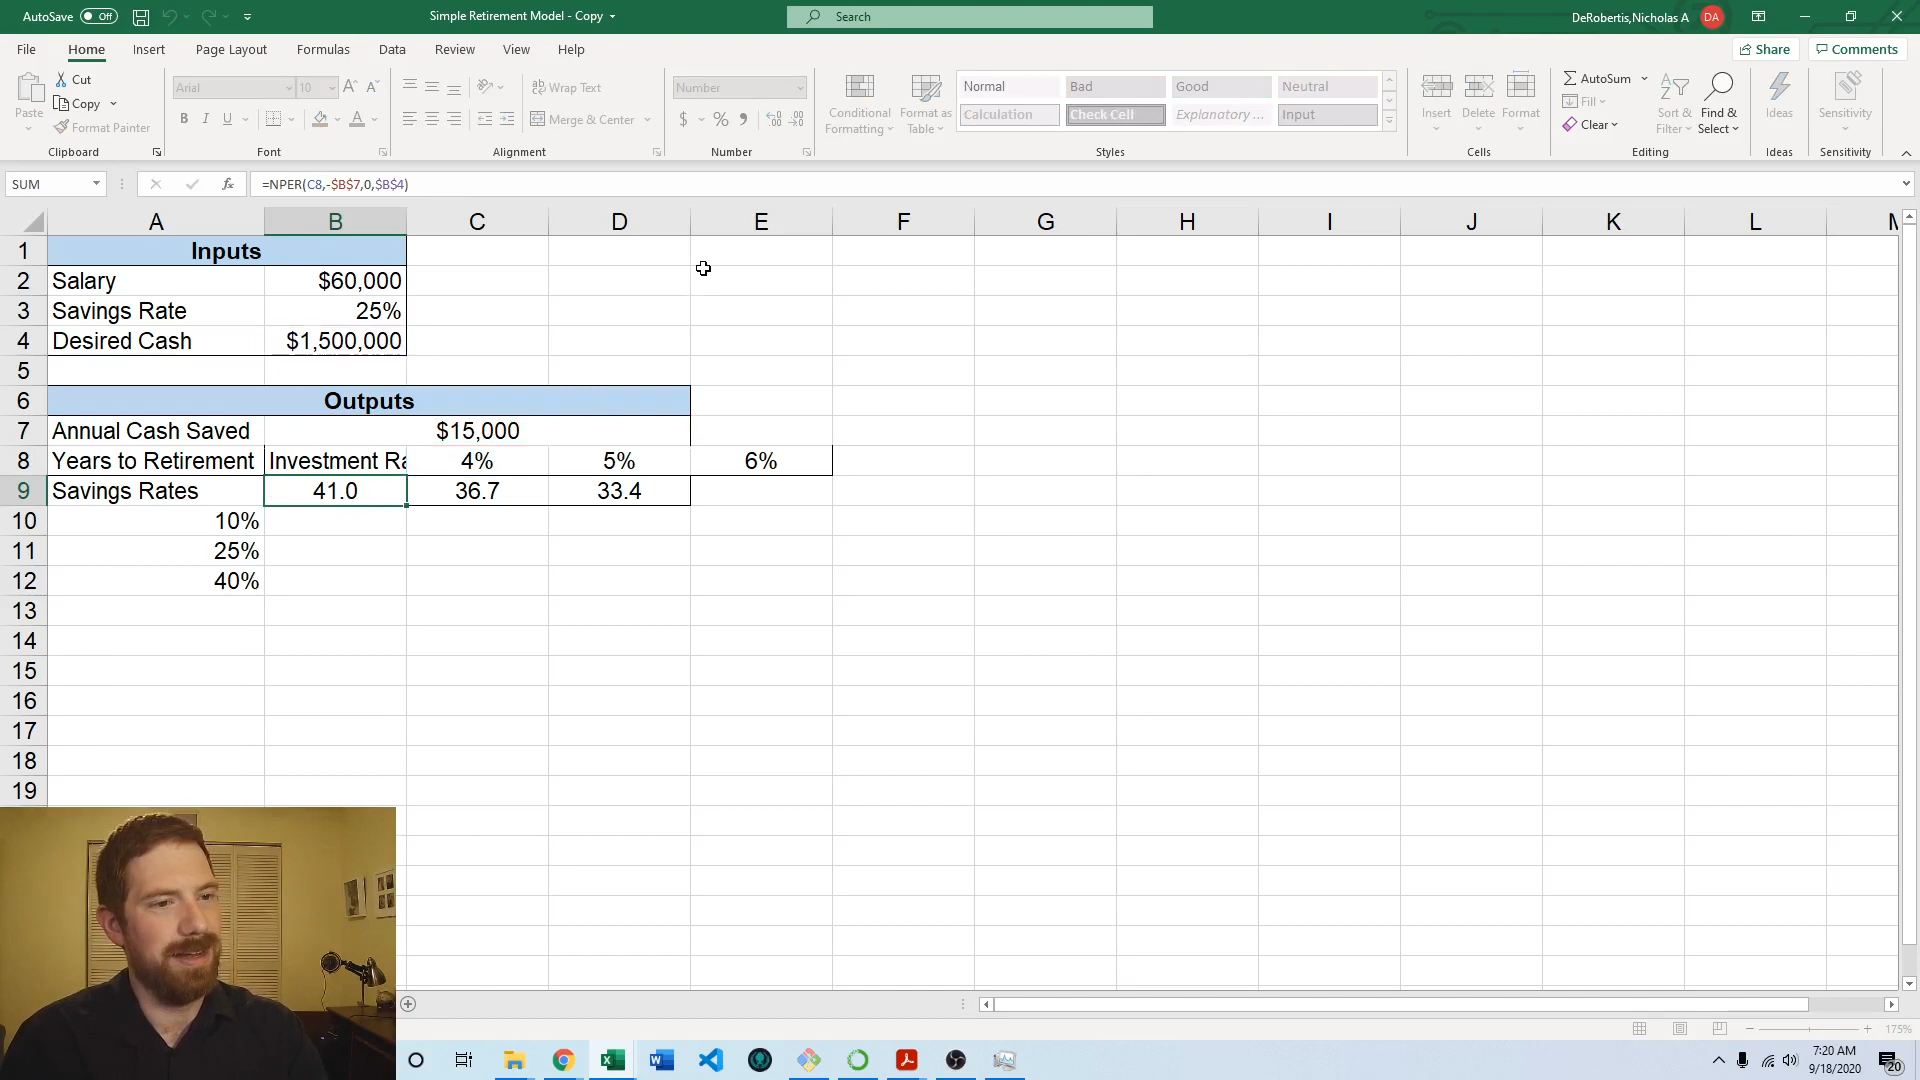 AutoSave Off Simple Retirement Model - Copy Search DeRobertis,Nicholas A DA
File Home Insert Page Layout Formulas Data Review View Help Share Comments
Paste Cut Copy Format Painter Clipboard
Arial 10 B I U A Font
Wrap Text Merge & Center Alignment
Number $ % Number
Conditional Formatting Format as Table Normal Bad Good Neutral Calculation Check Cell Explanatory ... Input Styles
Insert Delete Format Cells
AutoSum Fill Clear Sort & Filter Find & Select Editing
Ideas Ideas Sensitivity Sensitivity
SUM fx =NPER(C8,-$B$7,0,$B$4)
A B C D E F G H I J K L M
1 Inputs
2 Salary $60,000
3 Savings Rate 25%
4 Desired Cash $1,500,000
5
6 Outputs
7 Annual Cash Saved $15,000
8 Years to Retirement Investment Ra 4% 5% 6%
9 Savings Rates 41.0 36.7 33.4
10 10%
11 25%
12 40%
13
14
15
16
17
18
19
175%
7:20 AM
9/18/2020
20